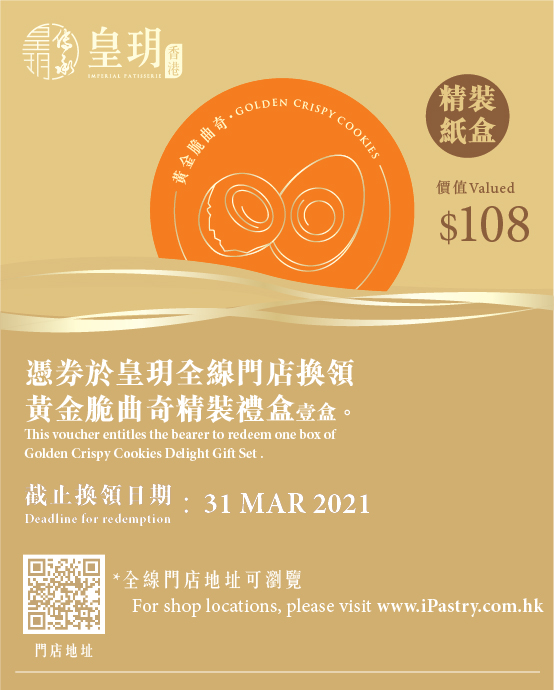 皇玥
傳承
皇玥
香港
IMPERIAL PATISSERIE
黃金脆曲奇・GOLDEN CRISPY COOKIES
精裝
紙盒
價值Valued
$108
憑券於皇玥全線門店換領
黃金脆曲奇精裝禮盒壹盒。
This voucher entitles the bearer to redeem one box of
Golden Crispy Cookies Delight Gift Set .
截止換領日期 : 31 MAR 2021
Deadline for redemption
*全線門店地址可瀏覽
For shop locations, please visit www.iPastry.com.hk
門店地址